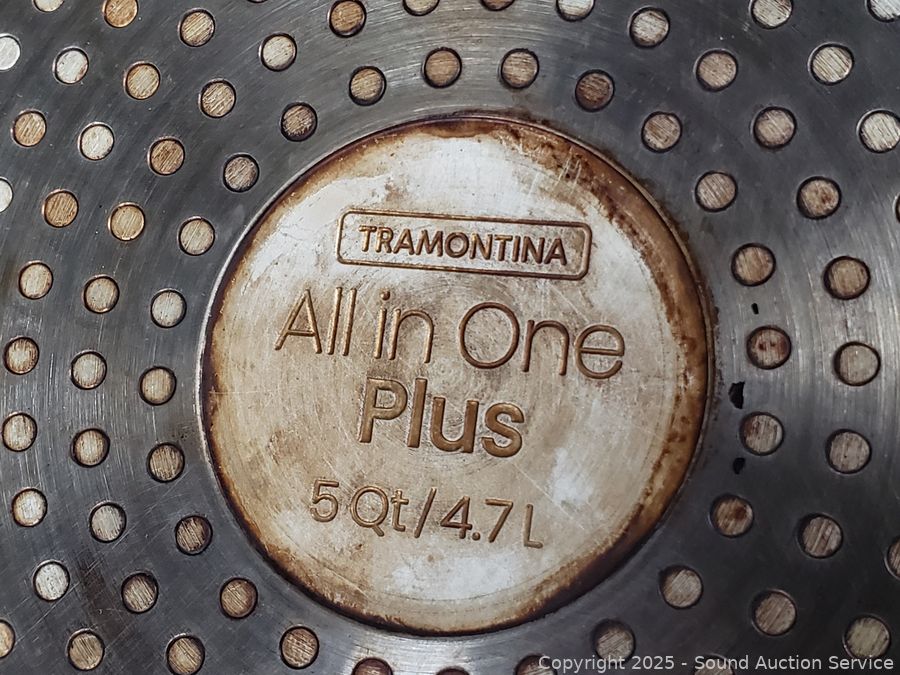 TRAMONTINA
All in One
Plus
5 Qt/4.7 L
Copyright 2025 - Sound Auction Service